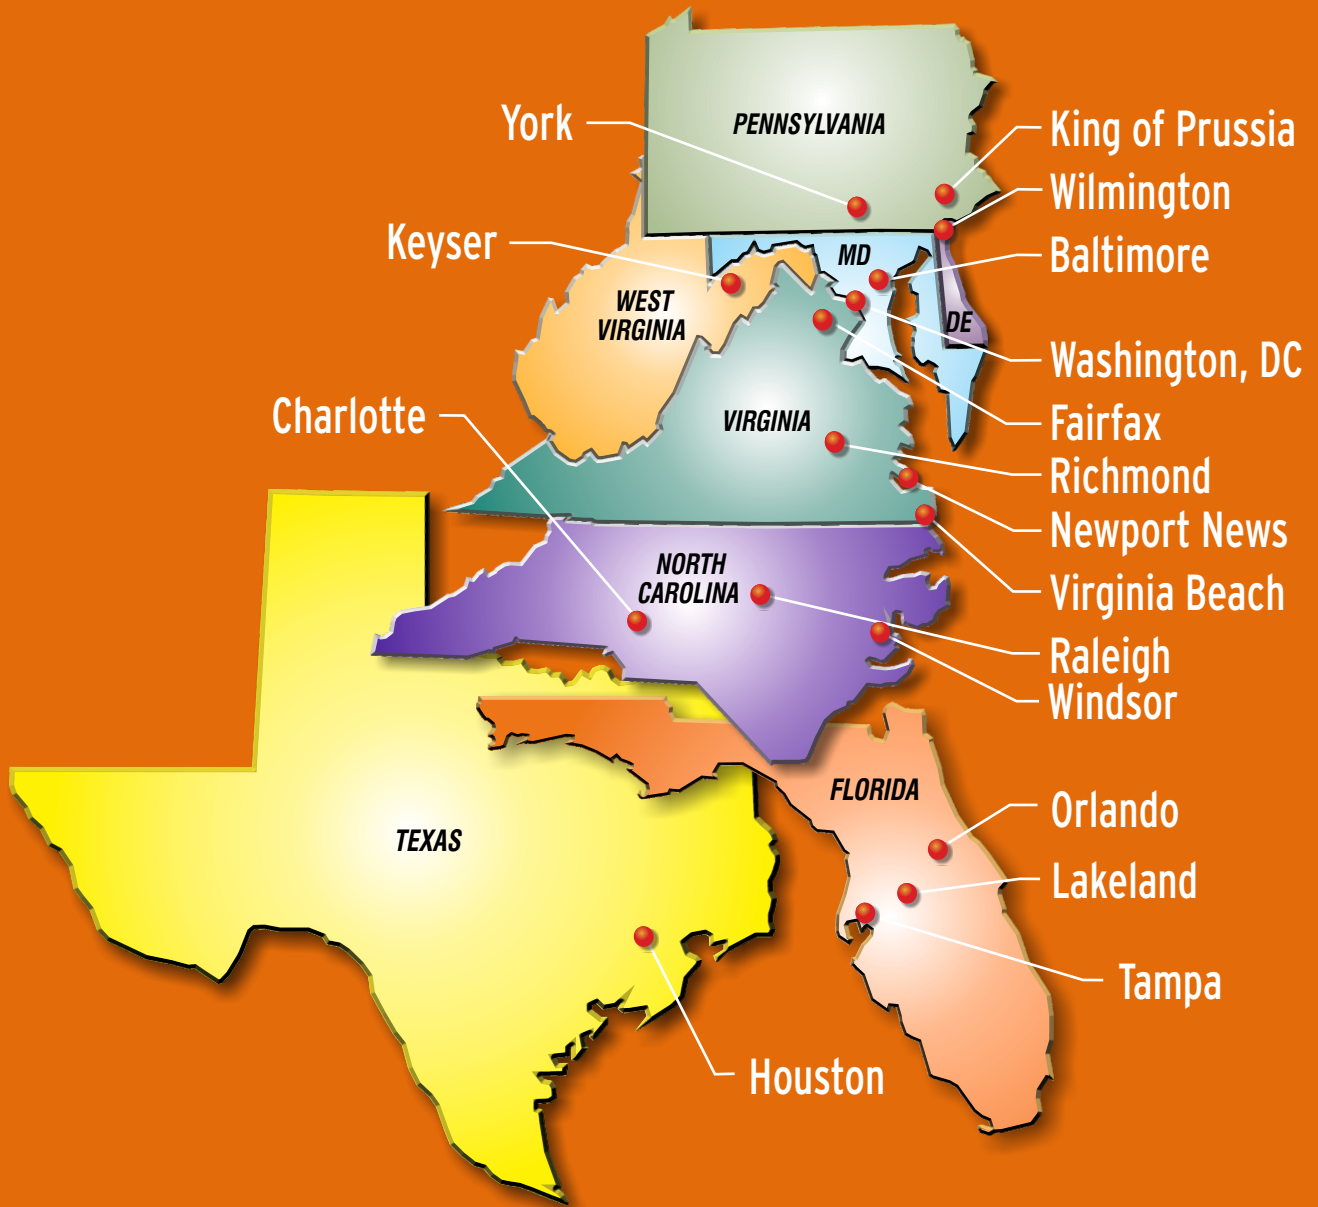 PENNSYLVANIA
York
King of Prussia
Wilmington
Keyser
MD
Baltimore
WEST
VIRGINIA
DE
Washington, DC
Charlotte
VIRGINIA
Fairfax
Richmond
Newport News
NORTH
CAROLINA
Virginia Beach
Raleigh
Windsor
FLORIDA
Orlando
TEXAS
Lakeland
Tampa
Houston